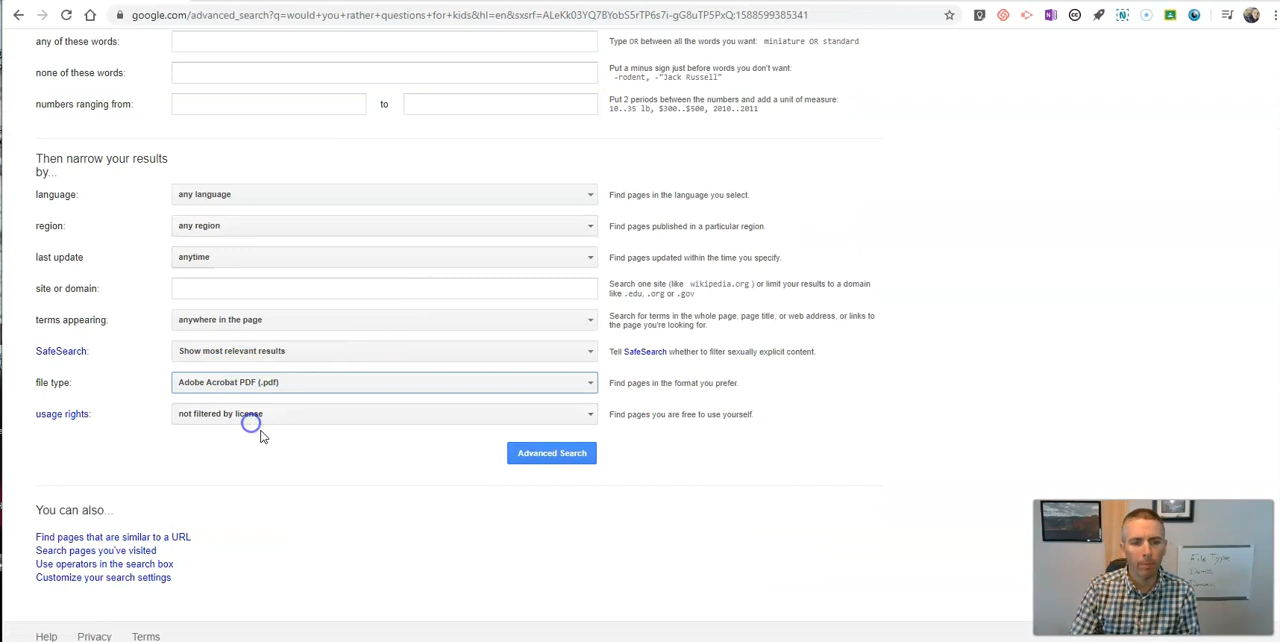 google.com/advanced_search?q=would+you+rather+questions+for+kids&hl=en&sxsrf=ALeKk03YQ7BYobS5rTP6s7i-gG8uTP5PxQ:1588599385341
any of these words:
Type OR between all the words you want: miniature OR standard
none of these words:
Put a minus sign just before words you don't want:
-rodent, -"Jack Russell"
numbers ranging from:
to
Put 2 periods between the numbers and add a unit of measure:
10..35 lb, $300..$500, 2010..2011
Then narrow your results
by...
language:
any language
Find pages in the language you select.
region:
any region
Find pages published in a particular region.
last update
anytime
Find pages updated within the time you specify.
site or domain:
Search one site (like wikipedia.org ) or limit your results to a domain
like .edu, .org or .gov
terms appearing:
anywhere in the page
Search for terms in the whole page, page title, or web address, or links to
the page you're looking for.
SafeSearch:
Show most relevant results
Tell SafeSearch whether to filter sexually explicit content.
file type:
Adobe Acrobat PDF (.pdf)
Find pages in the format you prefer.
usage rights:
not filtered by license
Find pages you are free to use yourself.
Advanced Search
You can also...
Find pages that are similar to a URL
Search pages you've visited
Use operators in the search box
Customize your search settings
File Type
Help Privacy Terms